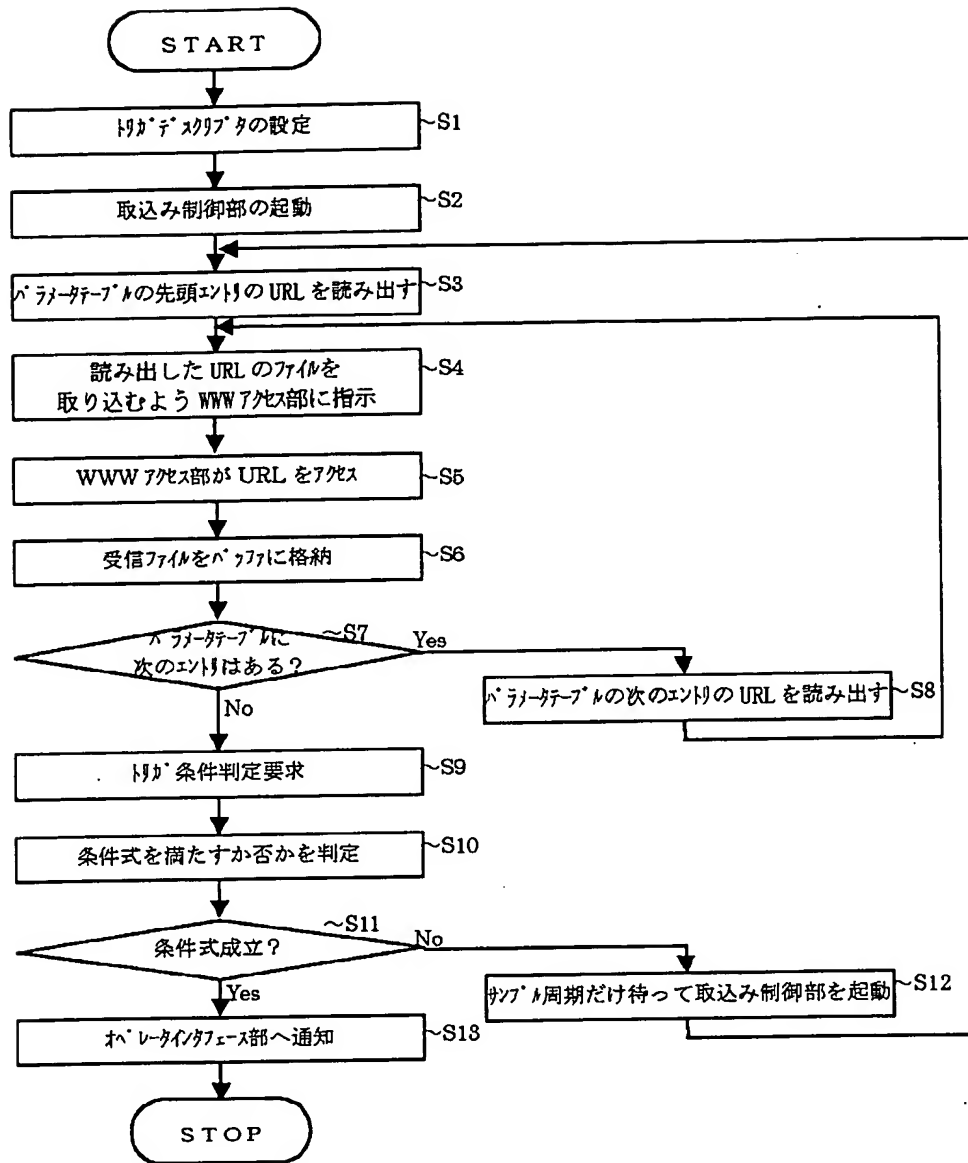 START
トリガデスクリプタの設定
~S1
取込み制御部の起動
~S2
パラメータテーブルの先頭エントリの URL を読み出す
~S3
読み出した URL のファイルを
取り込むよう WWW アクセス部に指示
~S4
WWW アクセス部が URL をアクセス
~S5
受信ファイルをバッファに格納
~S6
パラメータテーブルに
次のエントリはある？
~S7
Yes
パラメータテーブルの次のエントリの URL を読み出す
~S8
No
トリガ条件判定要求
~S9
条件式を満たすか否かを判定
~S10
条件式成立？
~S11
No
サンプル周期だけ待って取込み制御部を起動
~S12
Yes
オペレータインタフェース部へ通知
~S13
STOP